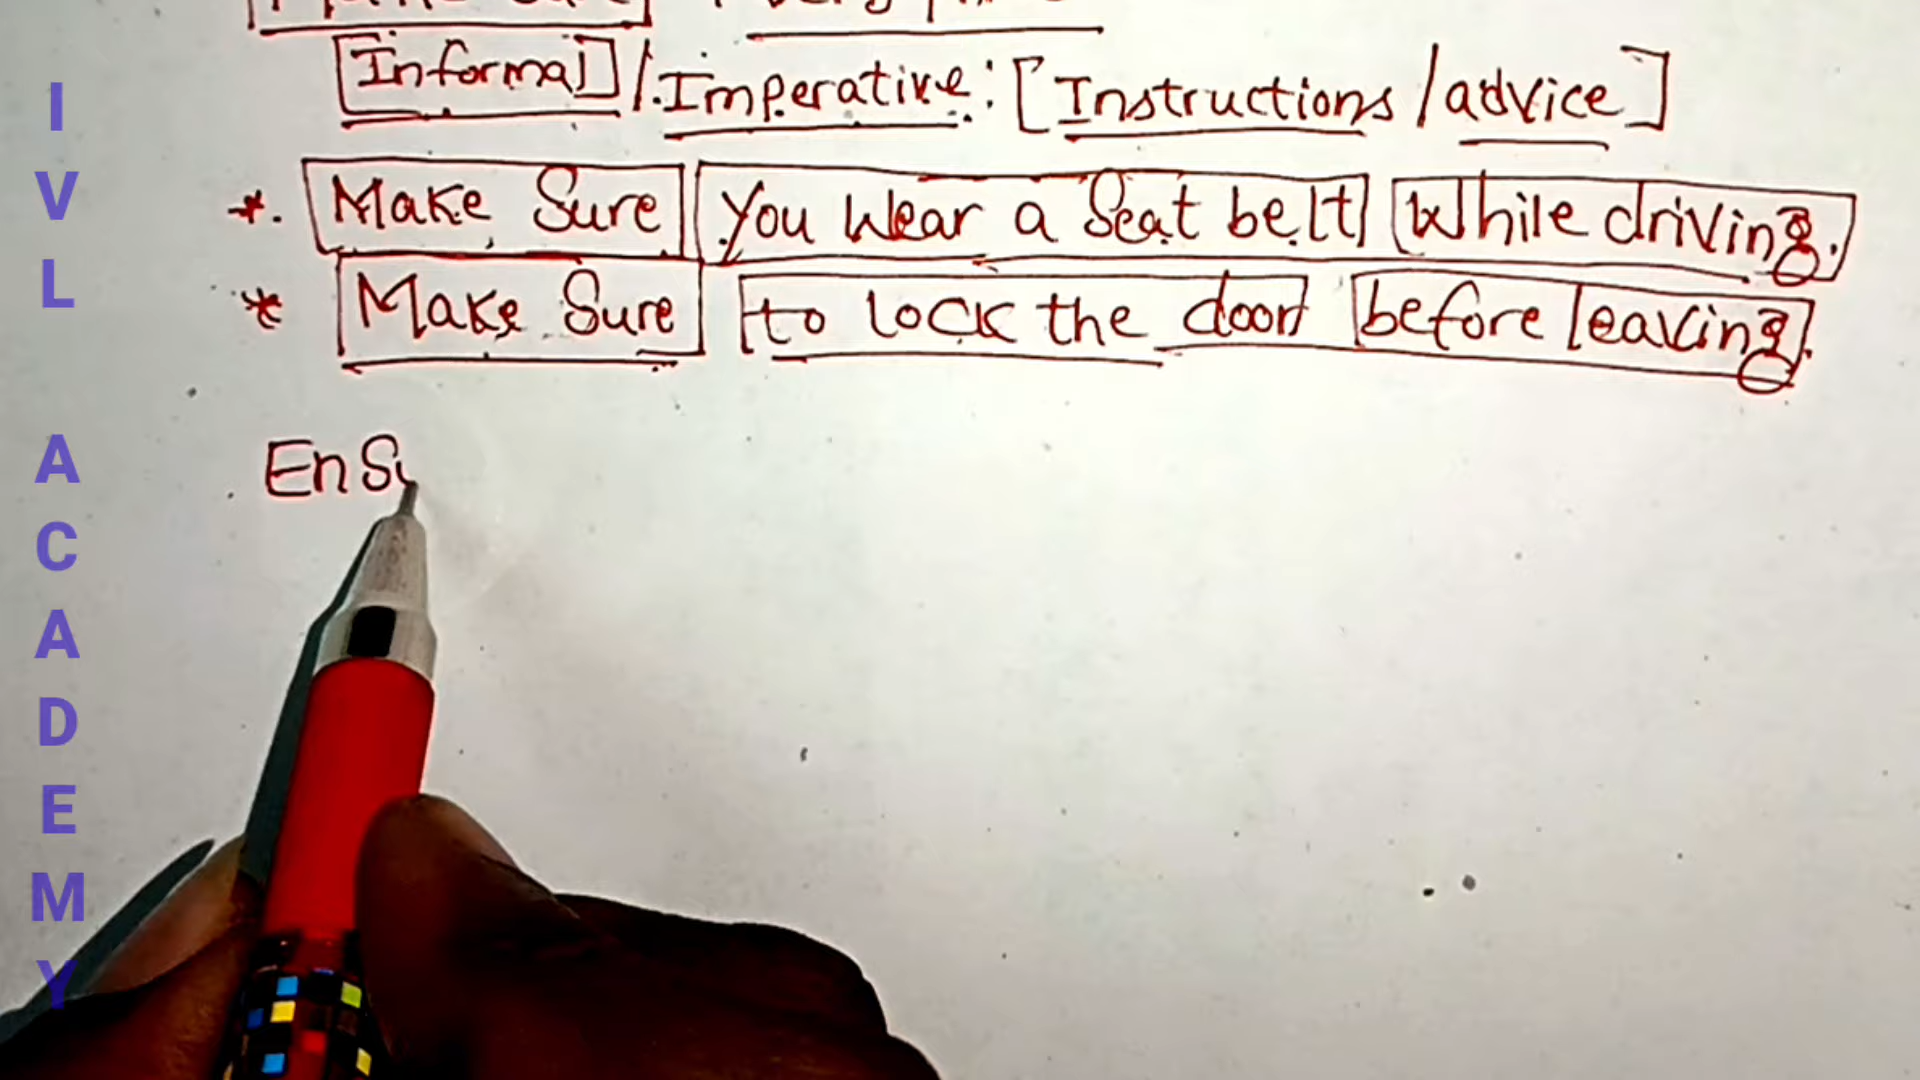 [Informal] / Imperative: [Instructions / advice]
*. Make Sure you wear a Seat belt While driving.
* Make Sure to lock the door before leaving.
EnSu
IVL ACADEMY